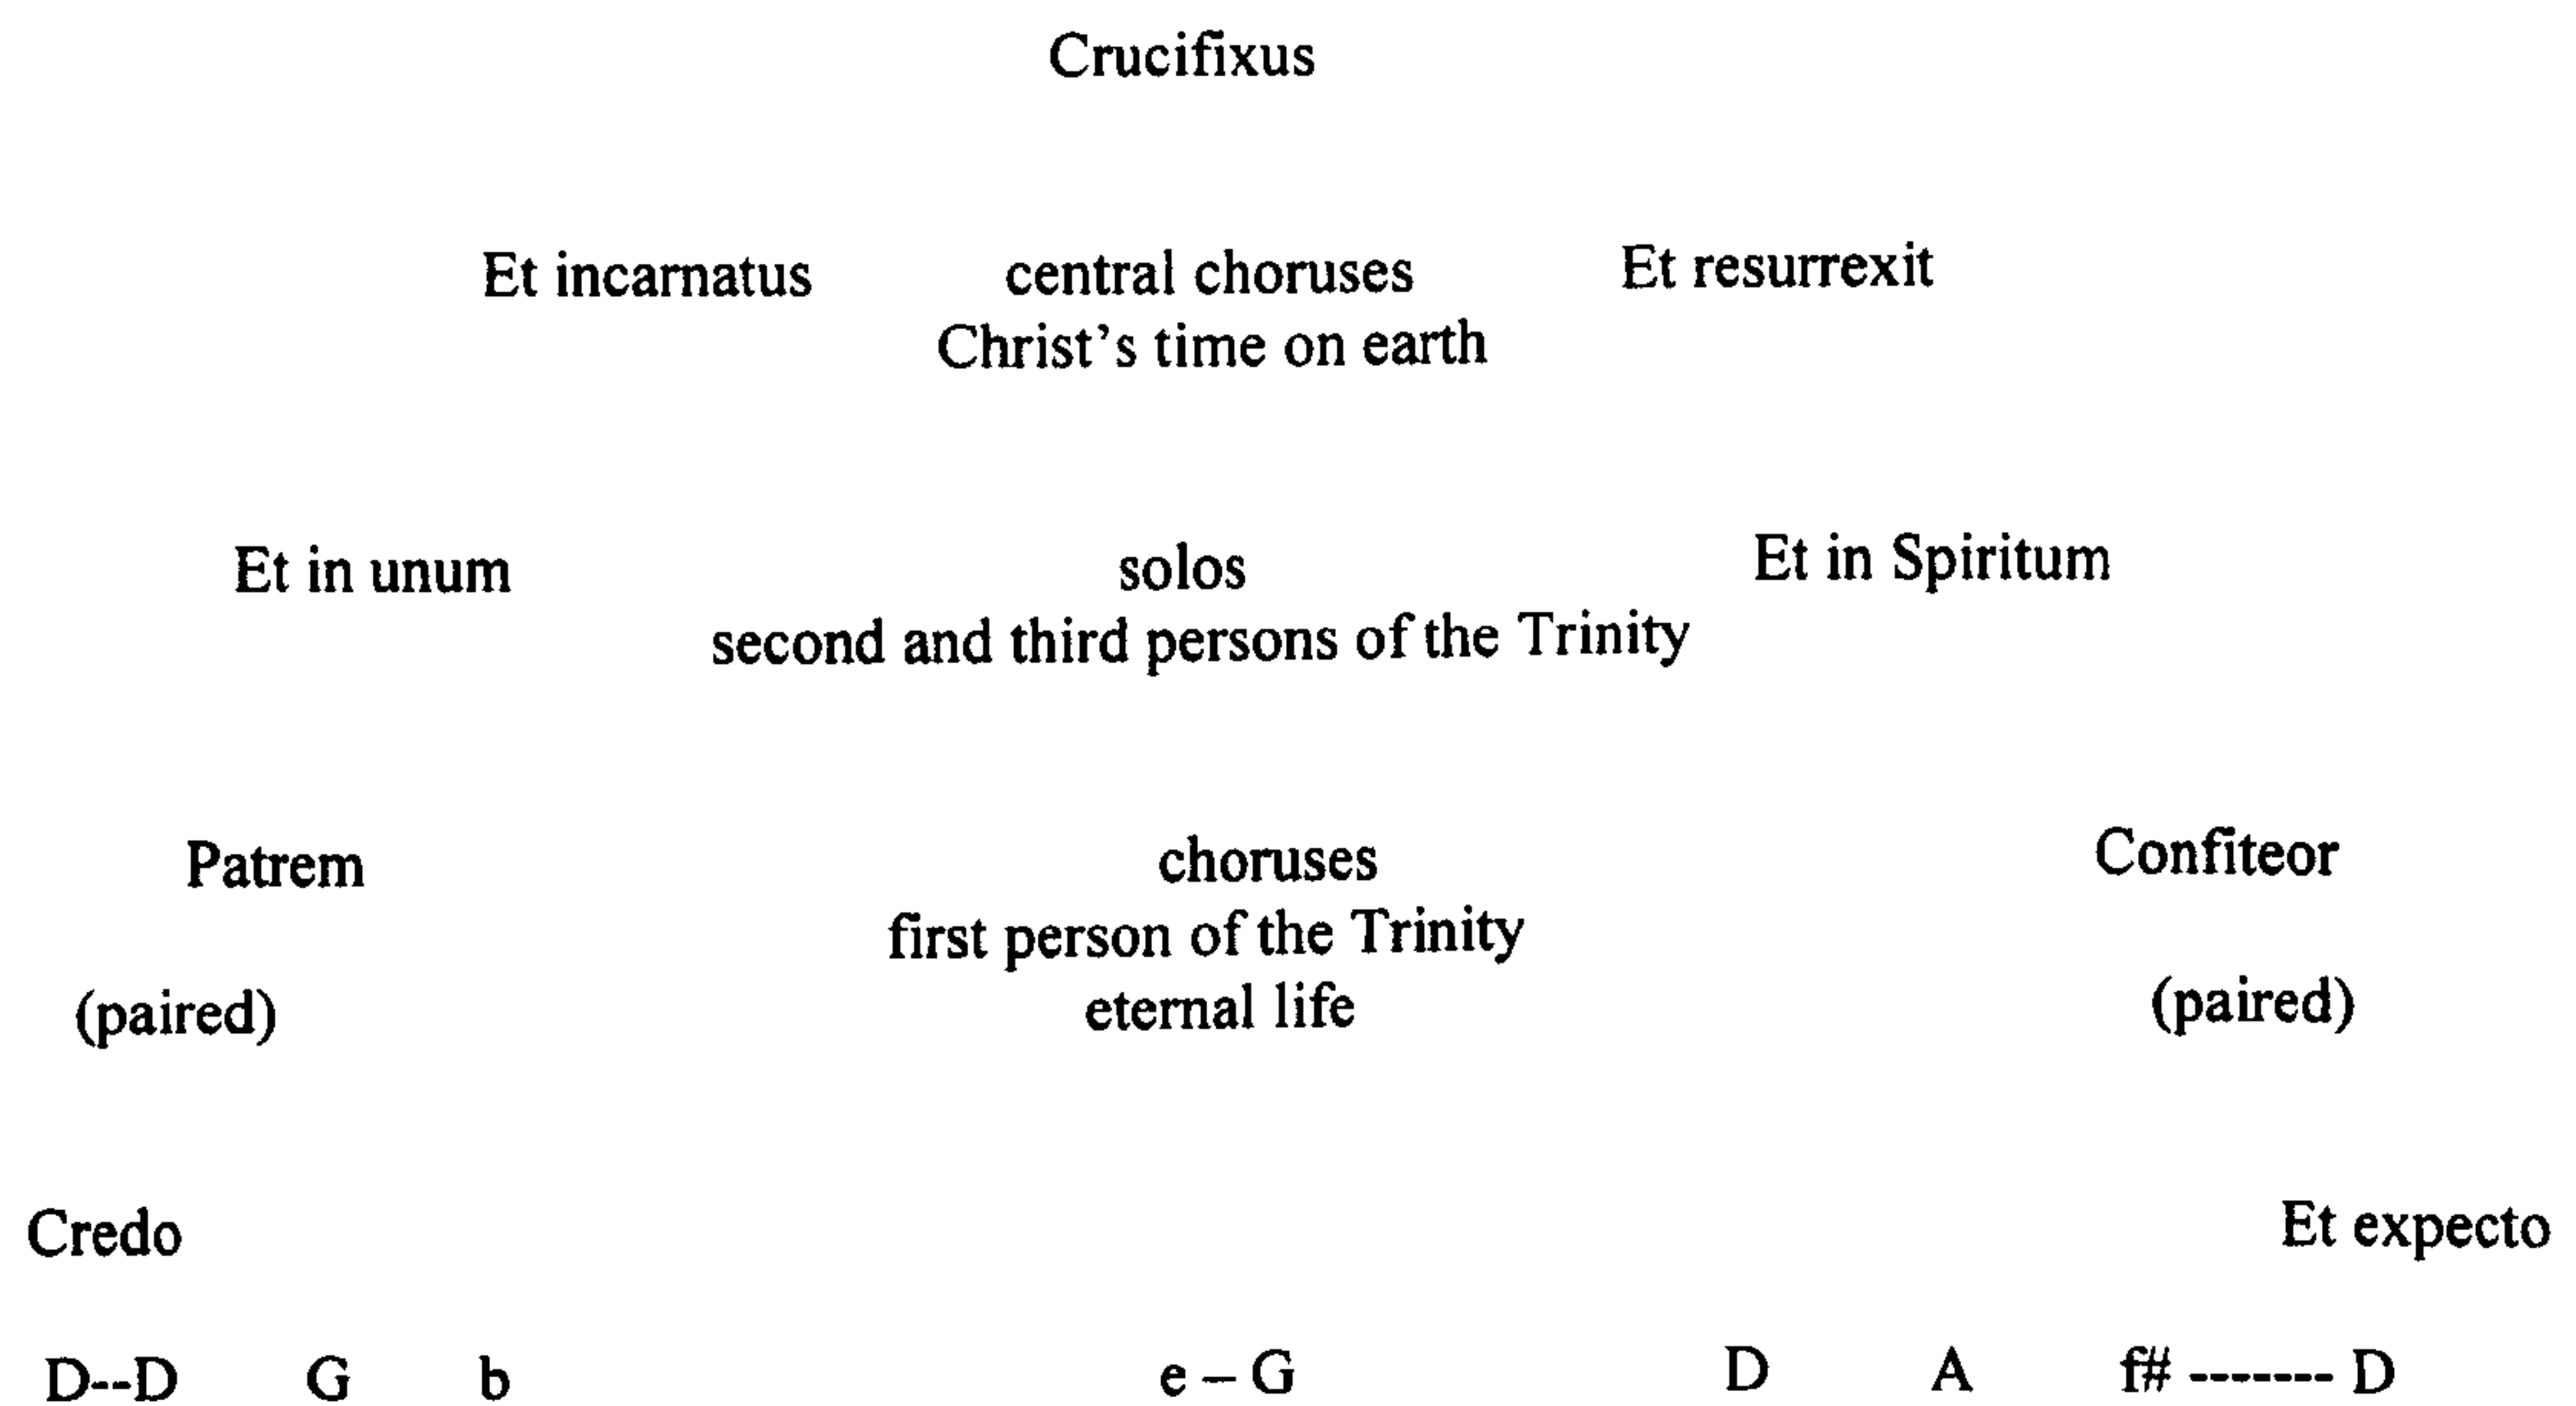 Crucifixus
Et incarnatus central choruses Et resurrexit
Christ's time on earth
Et in unum solos Et in Spiritum
second and third persons of the Trinity
Patrem choruses Confiteor
first person of the Trinity
(paired) eternal life (paired)
Credo Et expecto
D--D G b e – G D A f# ------- D